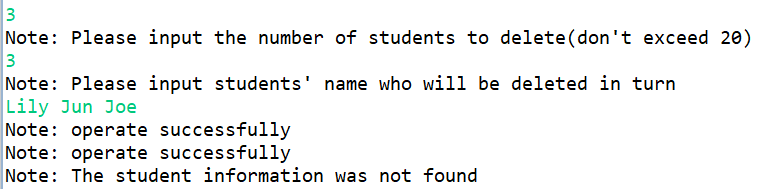 3
Note: Please input the number of students to delete(don't exceed 20)
3
Note: Please input students' name who will be deleted in turn
Lily Jun Joe
Note: operate successfully
Note: operate successfully
Note: The student information was not found